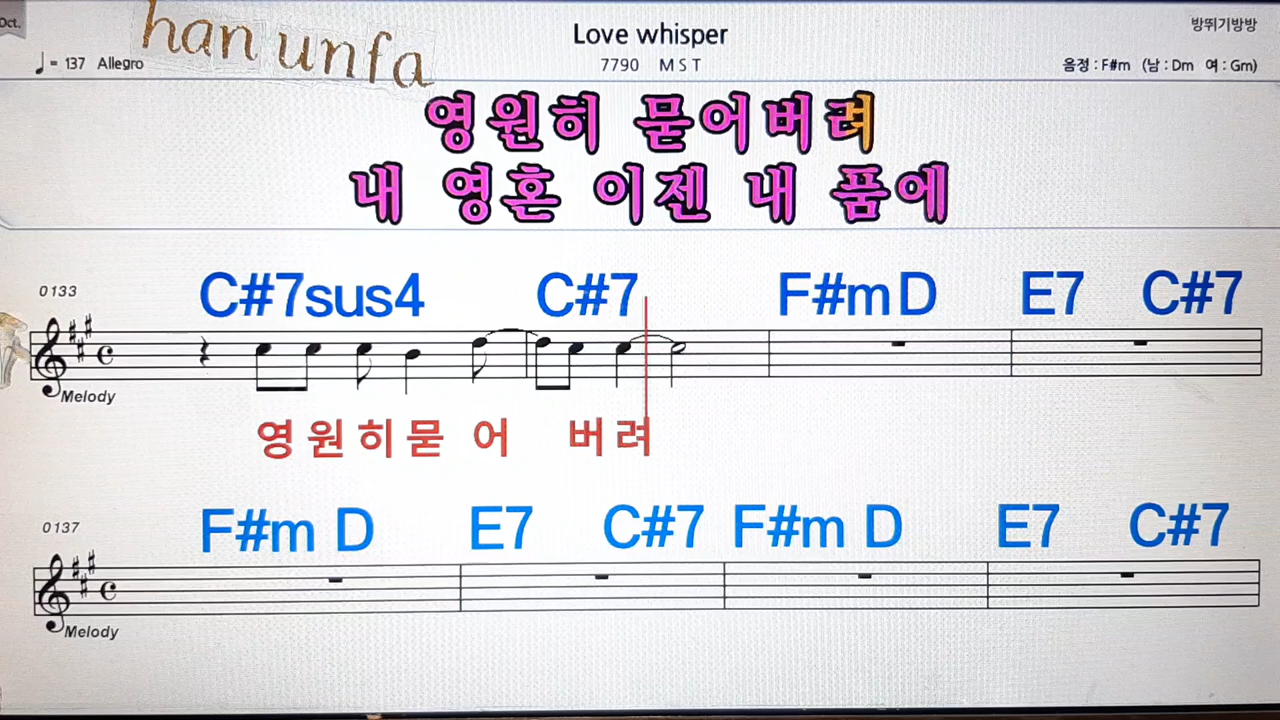 Oct.
han unfa
Love whisper
방뛰기방방
♩= 137 Allegro
7790 M S T
음정 : F#m (남 : Dm 여 : Gm)
영원히 묻어버려
내 영혼 이젠 내 품에
0133
C#7sus4 C#7 F#m D E7 C#7
Melody
영 원 히 묻 어 버 려
0137
F#m D E7 C#7 F#m D E7 C#7
Melody